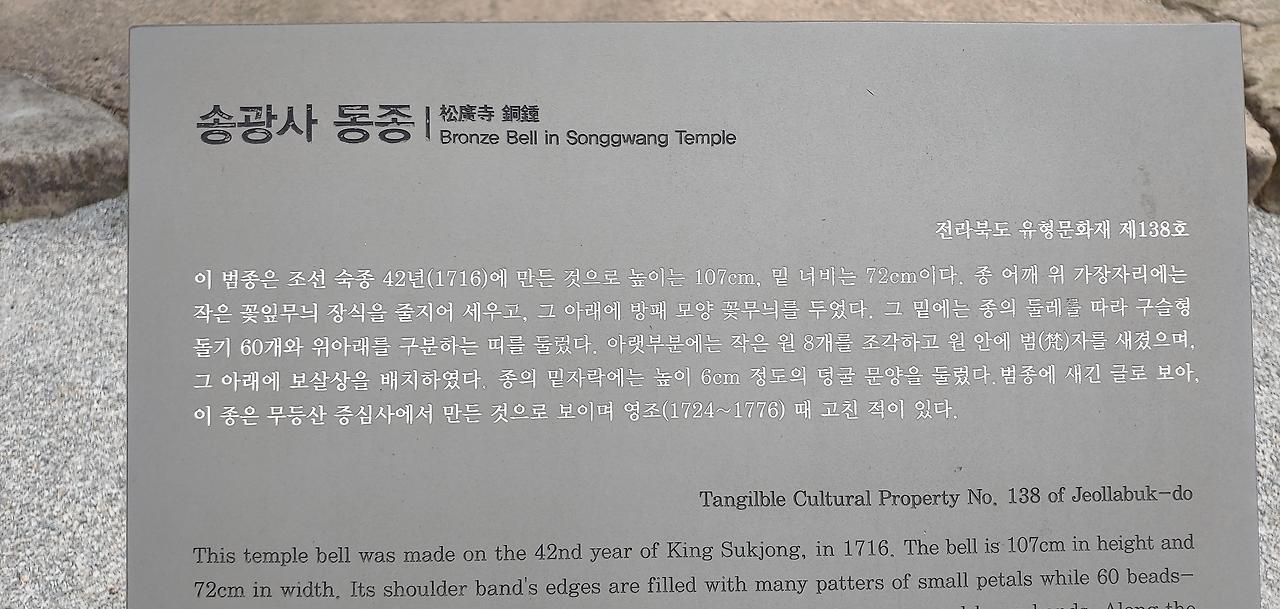 송광사 동종
松廣寺 銅鍾
Bronze Bell in Songgwang Temple
전라북도 유형문화재 제138호
이 범종은 조선 숙종 42년(1716)에 만든 것으로 높이는 107cm, 밑 너비는 72cm이다. 종 어깨 위 가장자리에는
작은 꽃잎무늬 장식을 줄지어 세우고, 그 아래에 방패 모양 꽃무늬를 두었다. 그 밑에는 종의 둘레를 따라 구슬형
돌기 60개와 위아래를 구분하는 띠를 둘렀다. 아랫부분에는 작은 원 8개를 조각하고 원 안에 범(梵)자를 새겼으며,
그 아래에 보살상을 배치하였다. 종의 밑자락에는 높이 6cm 정도의 덩굴 문양을 둘렀다. 범종에 새긴 글로 보아,
이 종은 무등산 증심사에서 만든 것으로 보이며 영조(1724~1776) 때 고친 적이 있다.
Tangilble Cultural Property No. 138 of Jeollabuk-do
This temple bell was made on the 42nd year of King Sukjong, in 1716. The bell is 107cm in height and
72cm in width. Its shoulder band's edges are filled with many patters of small petals while 60 beads-
bands. Along the